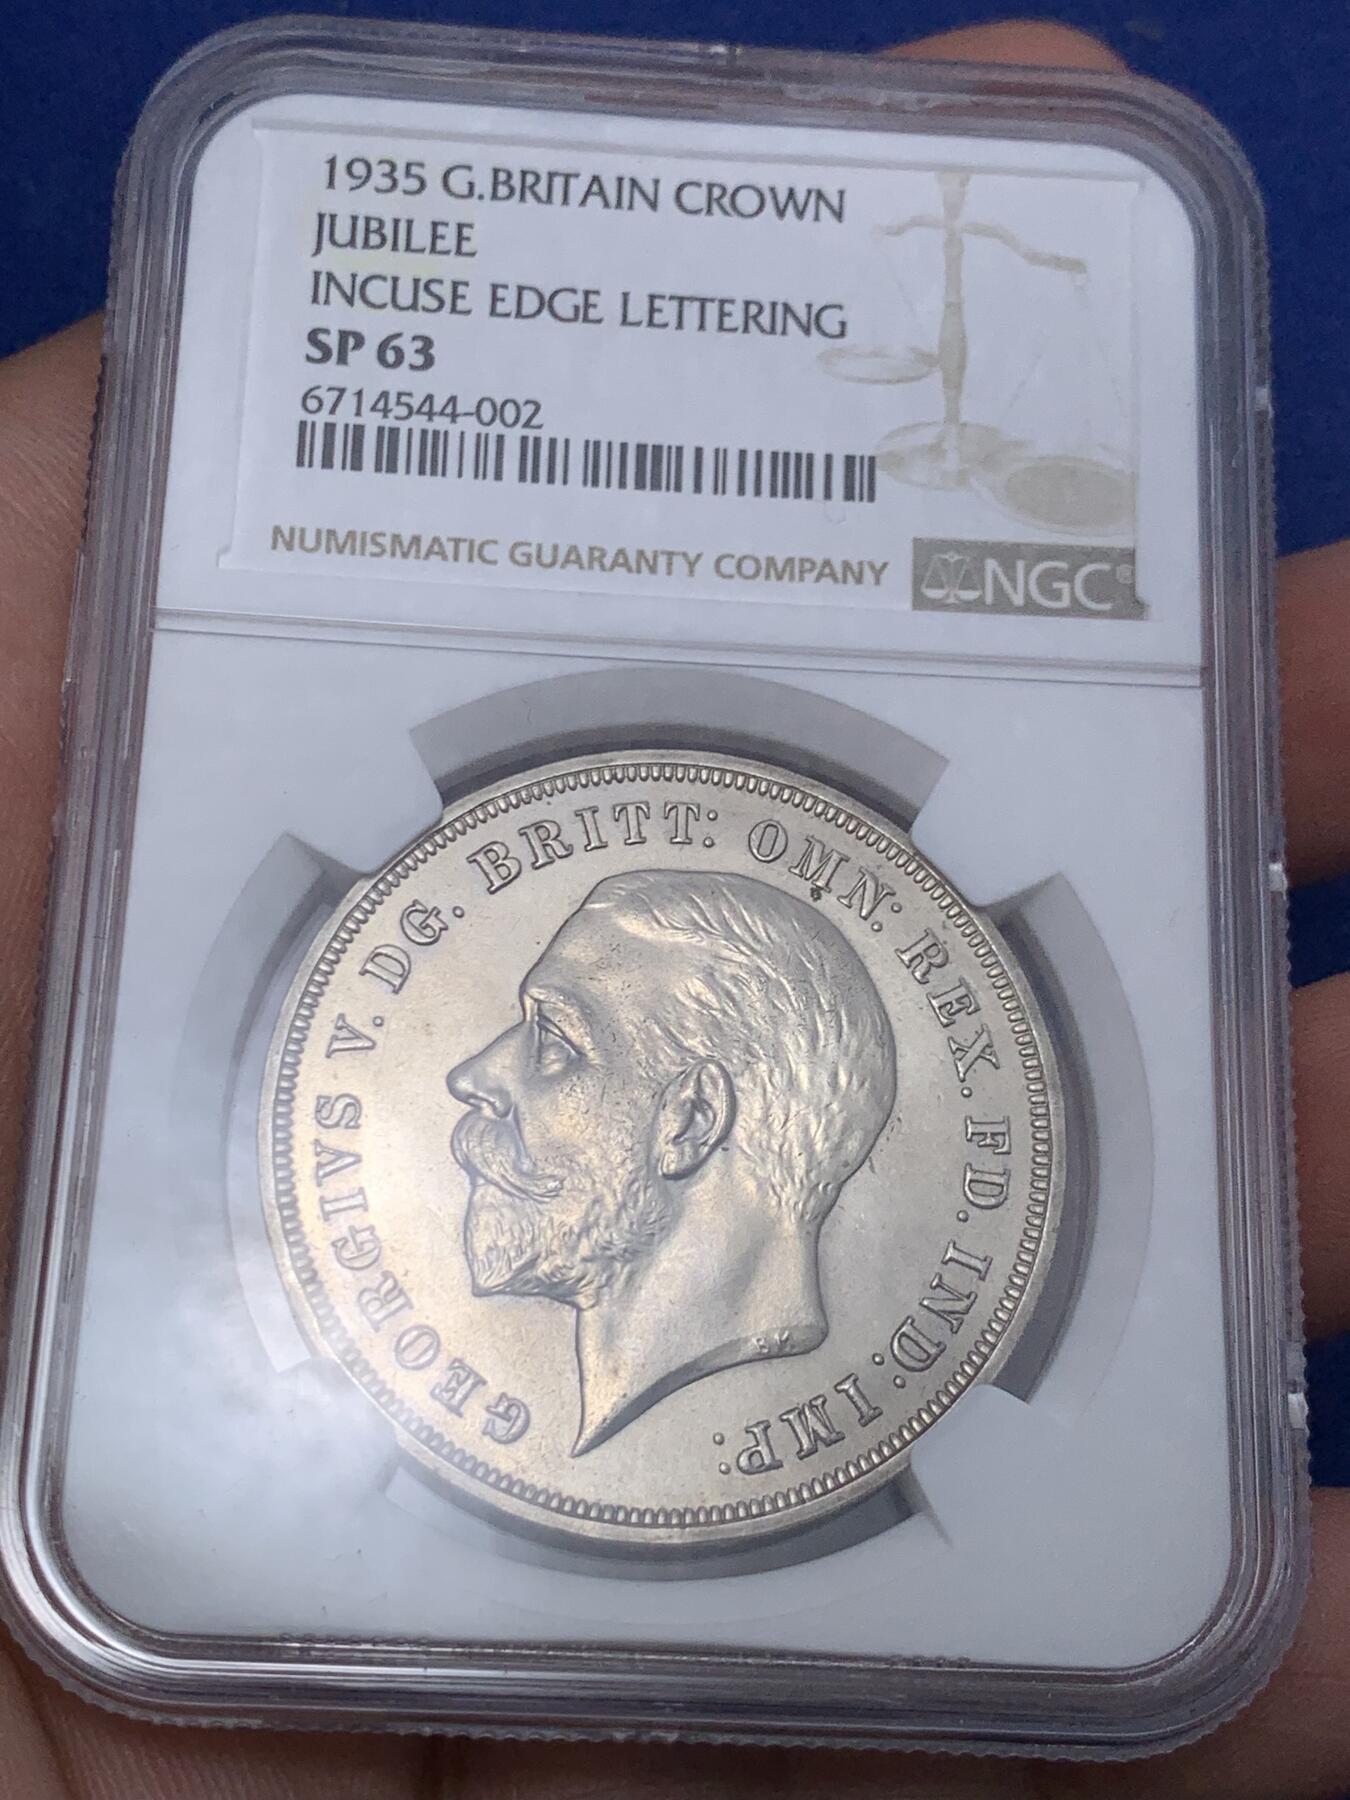 1935 G.BRITAIN CROWN
JUBILEE
INCUSE EDGE LETTERING
SP 63
6714544-002
NUMISMATIC GUARANTY COMPANY
NGC®
GEORGIVS V. DG. BRITT: OMN: REX. FD. IND: IMP:
BM